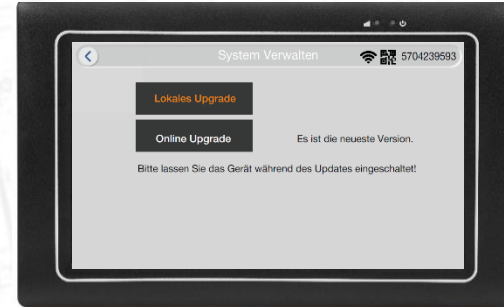 System Verwalten
5704239593
Lokales Upgrade
Online Upgrade
Es ist die neueste Version.
Bitte lassen Sie das Gerät während des Updates eingeschaltet!